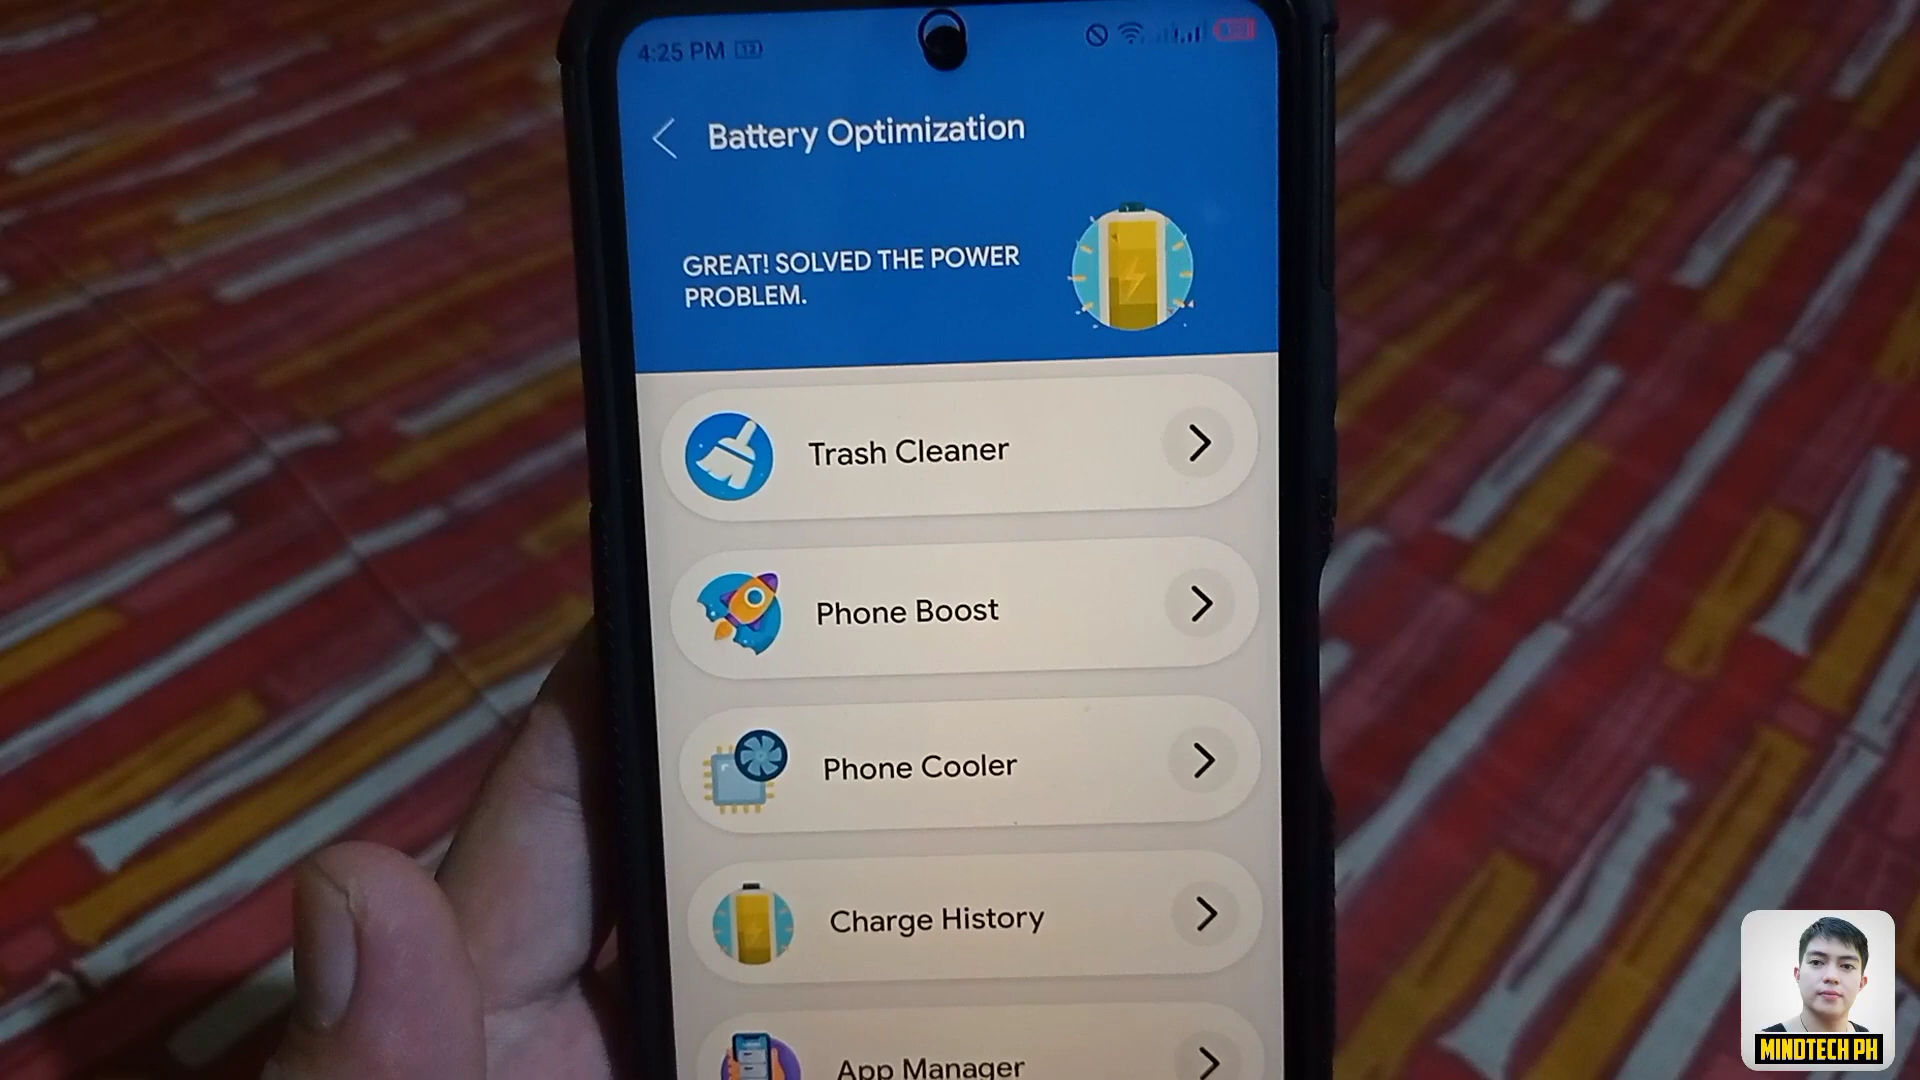 4:25 PM
Battery Optimization
GREAT! SOLVED THE POWER
PROBLEM.
Trash Cleaner
Phone Boost
Phone Cooler
Charge History
App Manager
MINDTECH PH